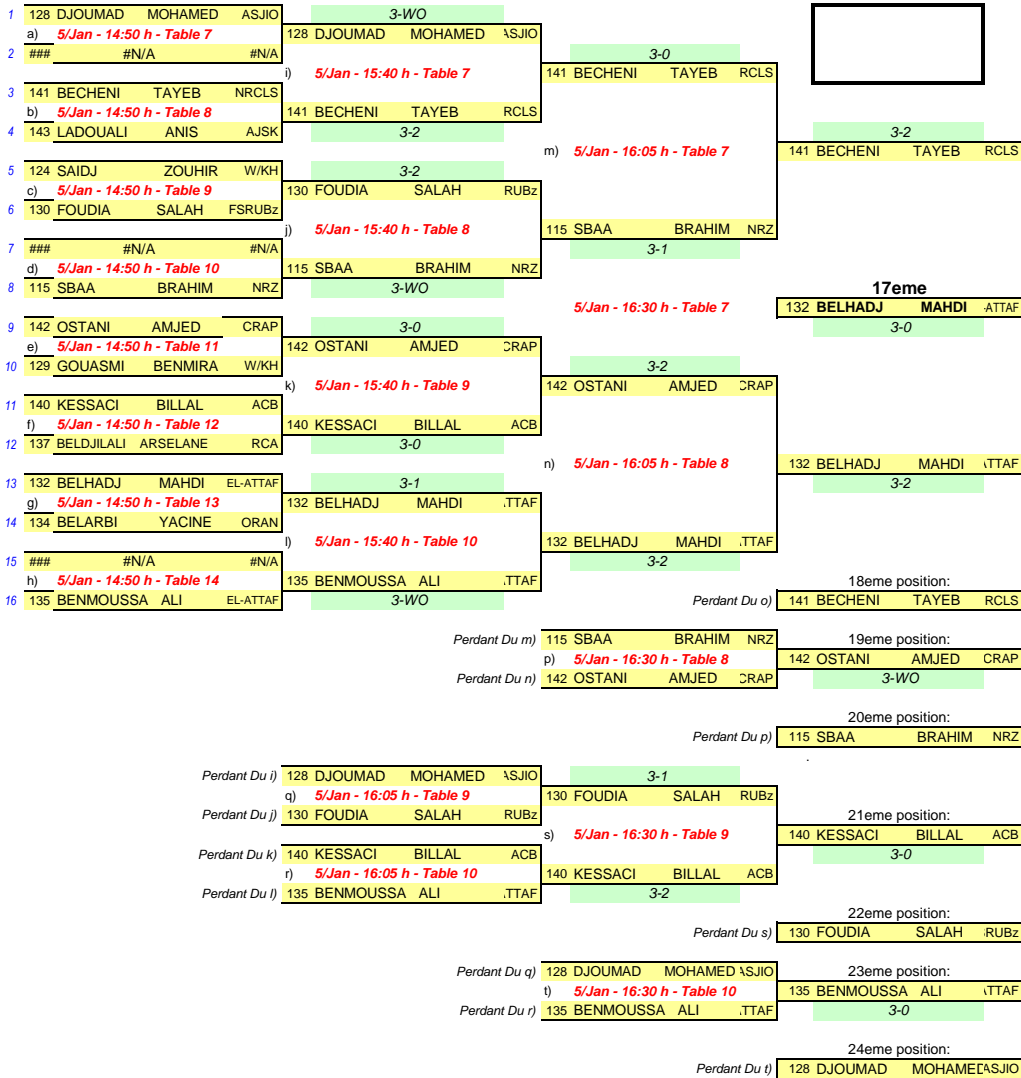 1 128 DJOUMAD MOHAMED ASJIO 3-WO
a) 5/Jan - 14:50 h - Table 7 128 DJOUMAD MOHAMED ASJIO
2 ### #N/A #N/A 3-0
i) 5/Jan - 15:40 h - Table 7 141 BECHENI TAYEB RCLS
3 141 BECHENI TAYEB NRCLS
b) 5/Jan - 14:50 h - Table 8 141 BECHENI TAYEB RCLS
4 143 LADOUALI ANIS AJSK 3-2 3-2
m) 5/Jan - 16:05 h - Table 7 141 BECHENI TAYEB RCLS
5 124 SAIDJ ZOUHIR W/KH 3-2
c) 5/Jan - 14:50 h - Table 9 130 FOUDIA SALAH RUBz
6 130 FOUDIA SALAH FSRUBz
j) 5/Jan - 15:40 h - Table 8 115 SBAA BRAHIM NRZ
7 ### #N/A #N/A 3-1
d) 5/Jan - 14:50 h - Table 10 115 SBAA BRAHIM NRZ
8 115 SBAA BRAHIM NRZ 3-WO 17eme
5/Jan - 16:30 h - Table 7 132 BELHADJ MAHDI -ATTAF
9 142 OSTANI AMJED CRAP 3-0 3-0
e) 5/Jan - 14:50 h - Table 11 142 OSTANI AMJED CRAP
10 129 GOUASMI BENMIRA W/KH 3-2
k) 5/Jan - 15:40 h - Table 9 142 OSTANI AMJED CRAP
11 140 KESSACI BILLAL ACB
f) 5/Jan - 14:50 h - Table 12 140 KESSACI BILLAL ACB
12 137 BELDJILALI ARSELANE RCA 3-0
n) 5/Jan - 16:05 h - Table 8 132 BELHADJ MAHDI ATTAF
13 132 BELHADJ MAHDI EL-ATTAF 3-1 3-2
g) 5/Jan - 14:50 h - Table 13 132 BELHADJ MAHDI TTAF
14 134 BELARBI YACINE ORAN
l) 5/Jan - 15:40 h - Table 10 132 BELHADJ MAHDI TTAF
15 ### #N/A #N/A 3-2
h) 5/Jan - 14:50 h - Table 14 135 BENMOUSSA ALI TTAF 18eme position:
16 135 BENMOUSSA ALI EL-ATTAF 3-WO Perdant Du o) 141 BECHENI TAYEB RCLS
Perdant Du m) 115 SBAA BRAHIM NRZ 19eme position:
p) 5/Jan - 16:30 h - Table 8 142 OSTANI AMJED CRAP
Perdant Du n) 142 OSTANI AMJED CRAP 3-WO
20eme position:
Perdant Du p) 115 SBAA BRAHIM NRZ
.
Perdant Du i) 128 DJOUMAD MOHAMED ASJIO 3-1
q) 5/Jan - 16:05 h - Table 9 130 FOUDIA SALAH RUBz
Perdant Du j) 130 FOUDIA SALAH RUBz 21eme position:
s) 5/Jan - 16:30 h - Table 9 140 KESSACI BILLAL ACB
Perdant Du k) 140 KESSACI BILLAL ACB 3-0
r) 5/Jan - 16:05 h - Table 10 140 KESSACI BILLAL ACB
Perdant Du l) 135 BENMOUSSA ALI TTAF 3-2
22eme position:
Perdant Du s) 130 FOUDIA SALAH RUBz
Perdant Du q) 128 DJOUMAD MOHAMED ASJIO 23eme position:
t) 5/Jan - 16:30 h - Table 10 135 BENMOUSSA ALI ATTAF
Perdant Du r) 135 BENMOUSSA ALI TTAF 3-0
24eme position:
Perdant Du t) 128 DJOUMAD MOHAMED ASJIO